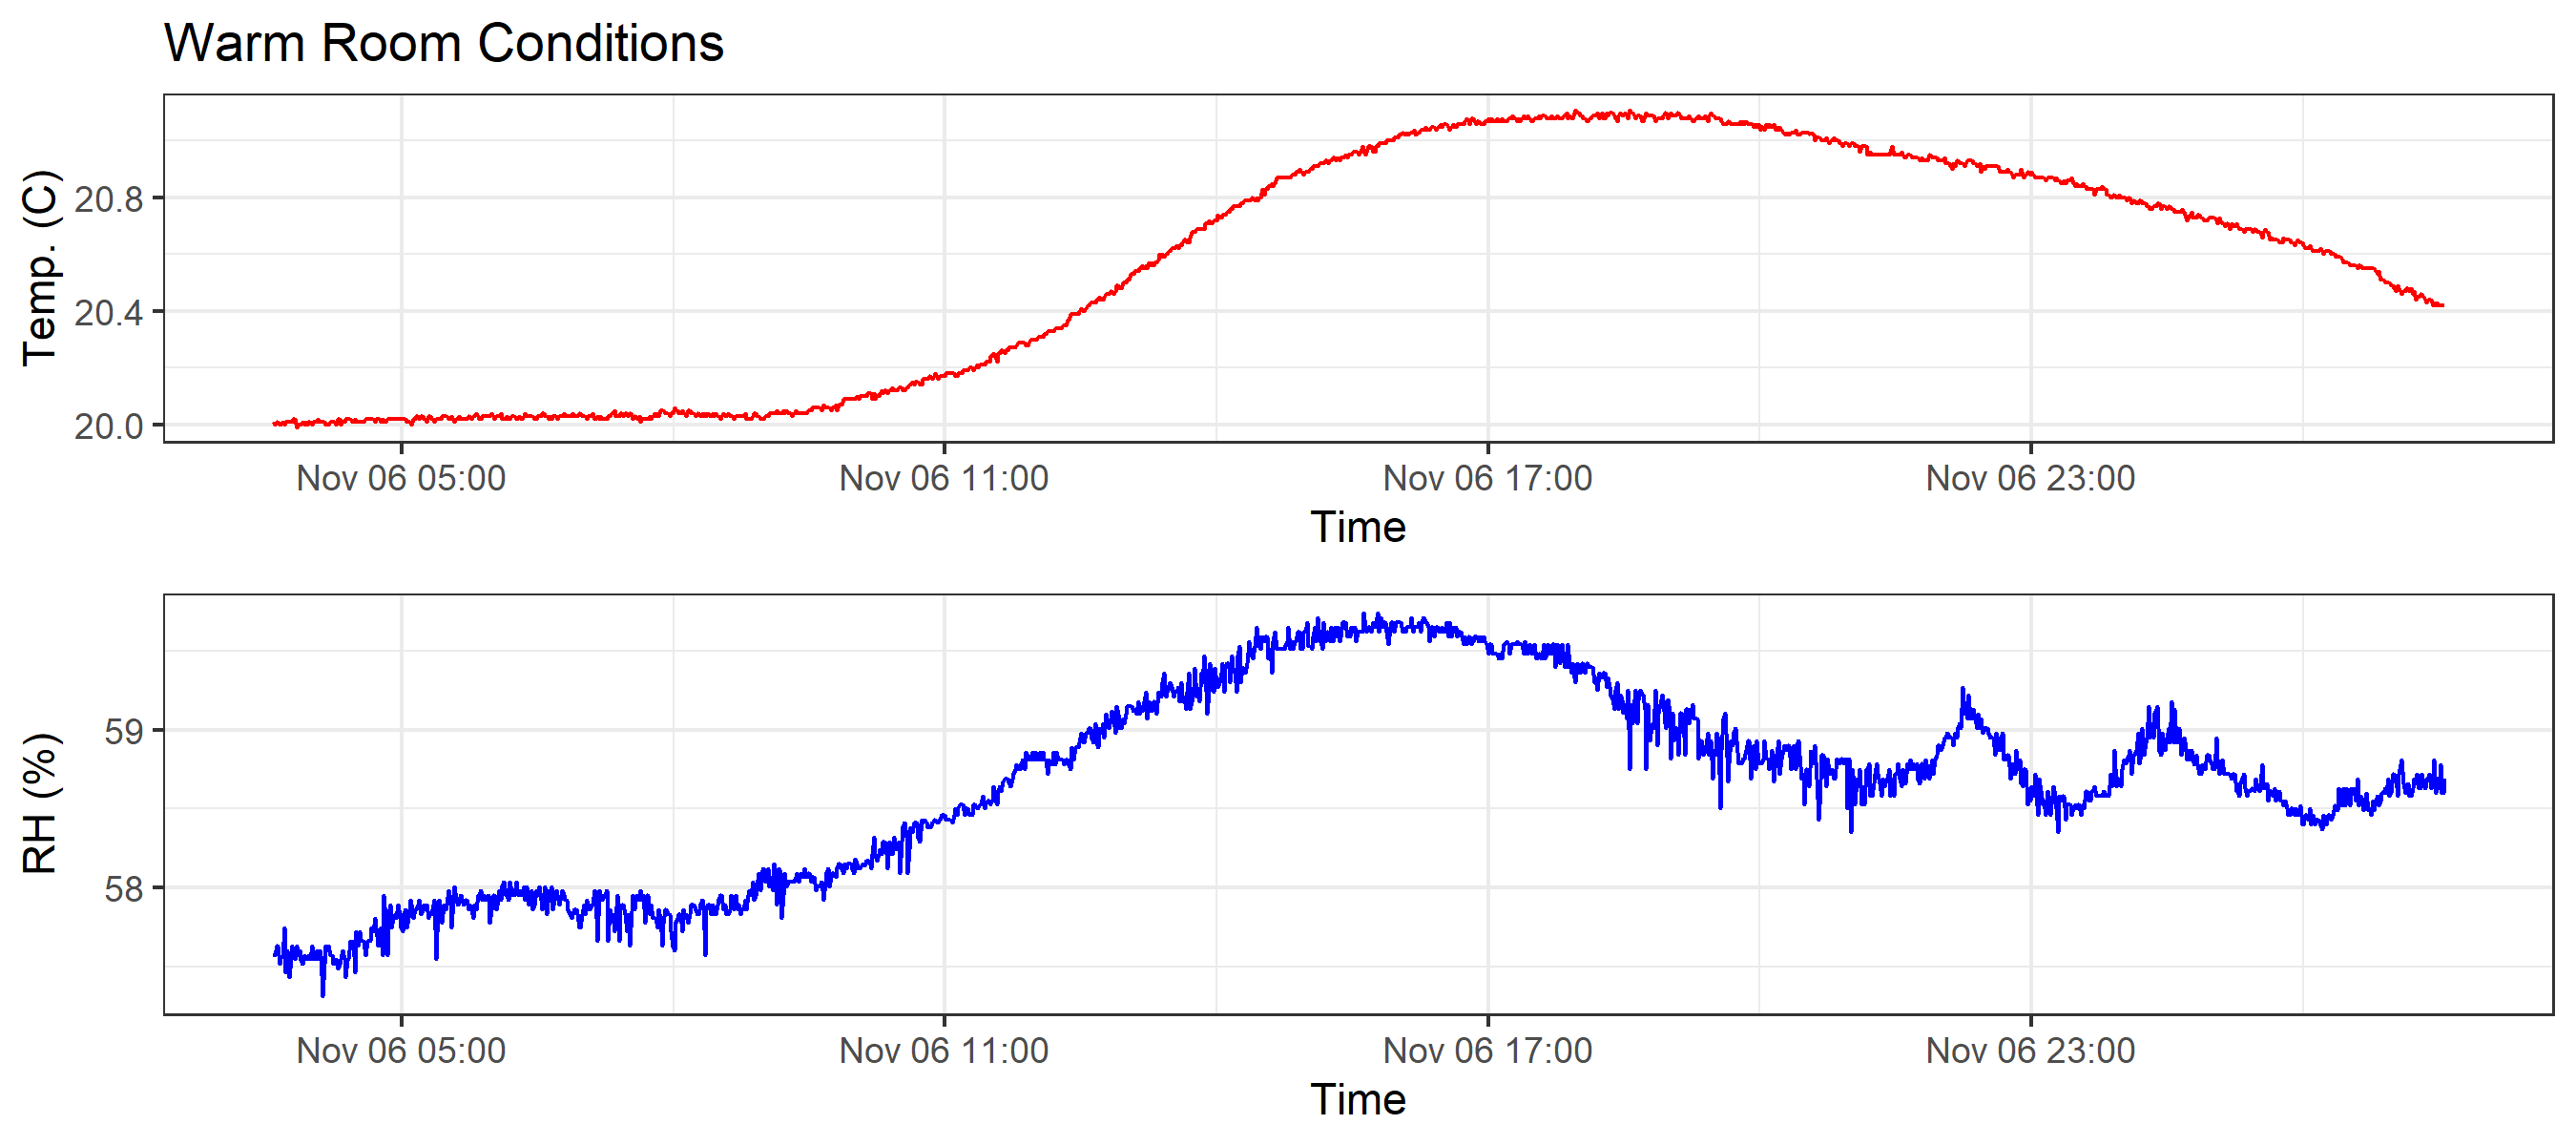 Warm Room Conditions
Temp. (C)
20.8
20.4
20.0
Nov 06 05:00 Nov 06 11:00 Nov 06 17:00 Nov 06 23:00
Time
RH (%)
59
58
Nov 06 05:00 Nov 06 11:00 Nov 06 17:00 Nov 06 23:00
Time